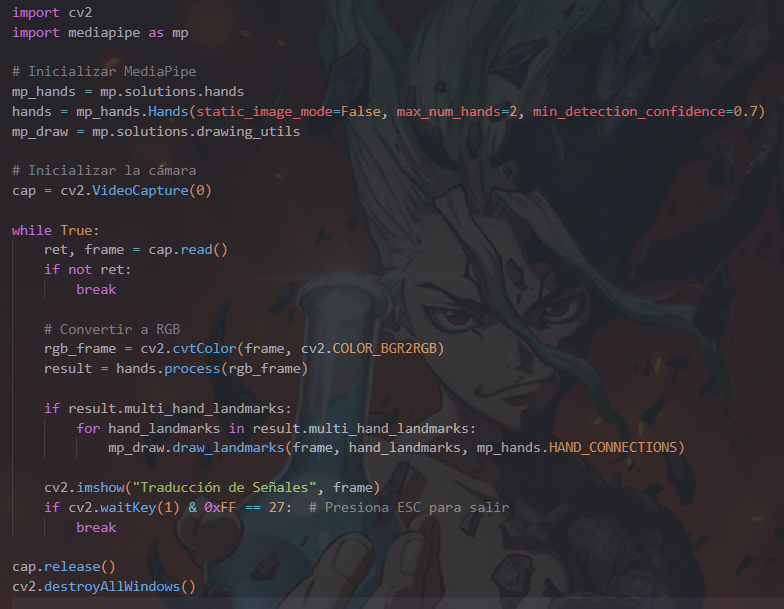 import cv2
import mediapipe as mp
# Inicializar MediaPipe
mp_hands = mp.solutions.hands
hands = mp_hands.Hands(static_image_mode=False, max_num_hands=2, min_detection_confidence=0.7)
mp_draw = mp.solutions.drawing_utils
# Inicializar la cámara
cap = cv2.VideoCapture(0)
while True:
    ret, frame = cap.read()
    if not ret:
        break
    # Convertir a RGB
    rgb_frame = cv2.cvtColor(frame, cv2.COLOR_BGR2RGB)
    result = hands.process(rgb_frame)
    if result.multi_hand_landmarks:
        for hand_landmarks in result.multi_hand_landmarks:
            mp_draw.draw_landmarks(frame, hand_landmarks, mp_hands.HAND_CONNECTIONS)
    cv2.imshow("Traducción de Señales", frame)
    if cv2.waitKey(1) & 0xFF == 27:  # Presiona ESC para salir
        break
cap.release()
cv2.destroyAllWindows()